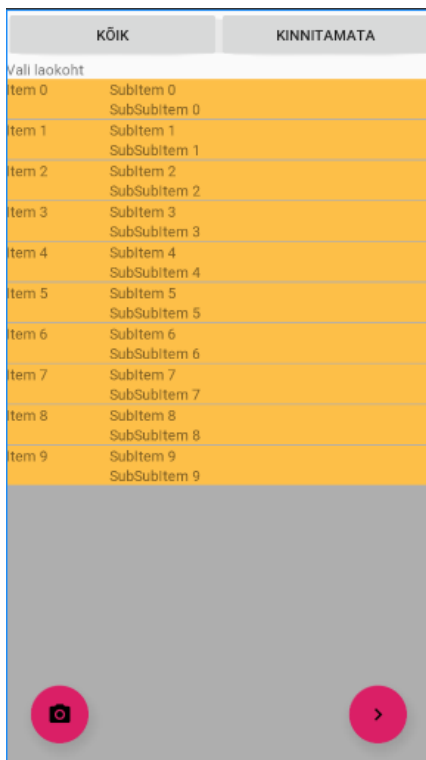 KÕIK KINNITAMATA
Vali laokoht
Item 0 SubItem 0
SubSubItem 0
Item 1 SubItem 1
SubSubItem 1
Item 2 SubItem 2
SubSubItem 2
Item 3 SubItem 3
SubSubItem 3
Item 4 SubItem 4
SubSubItem 4
Item 5 SubItem 5
SubSubItem 5
Item 6 SubItem 6
SubSubItem 6
Item 7 SubItem 7
SubSubItem 7
Item 8 SubItem 8
SubSubItem 8
Item 9 SubItem 9
SubSubItem 9